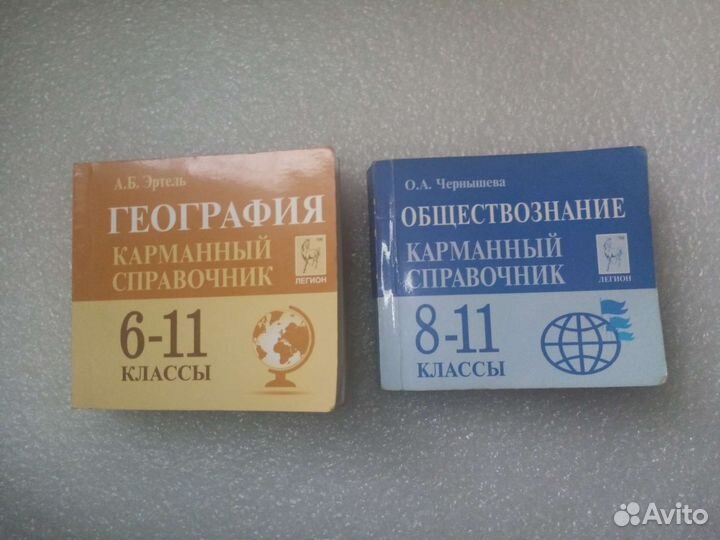 А.Б. Эртель
ГЕОГРАФИЯ
КАРМАННЫЙ
СПРАВОЧНИК
ЛЕГИОН
6-11
КЛАССЫ
О.А. Чернышева
ОБЩЕСТВОЗНАНИЕ
КАРМАННЫЙ
СПРАВОЧНИК
ЛЕГИОН
8-11
КЛАССЫ
Avito